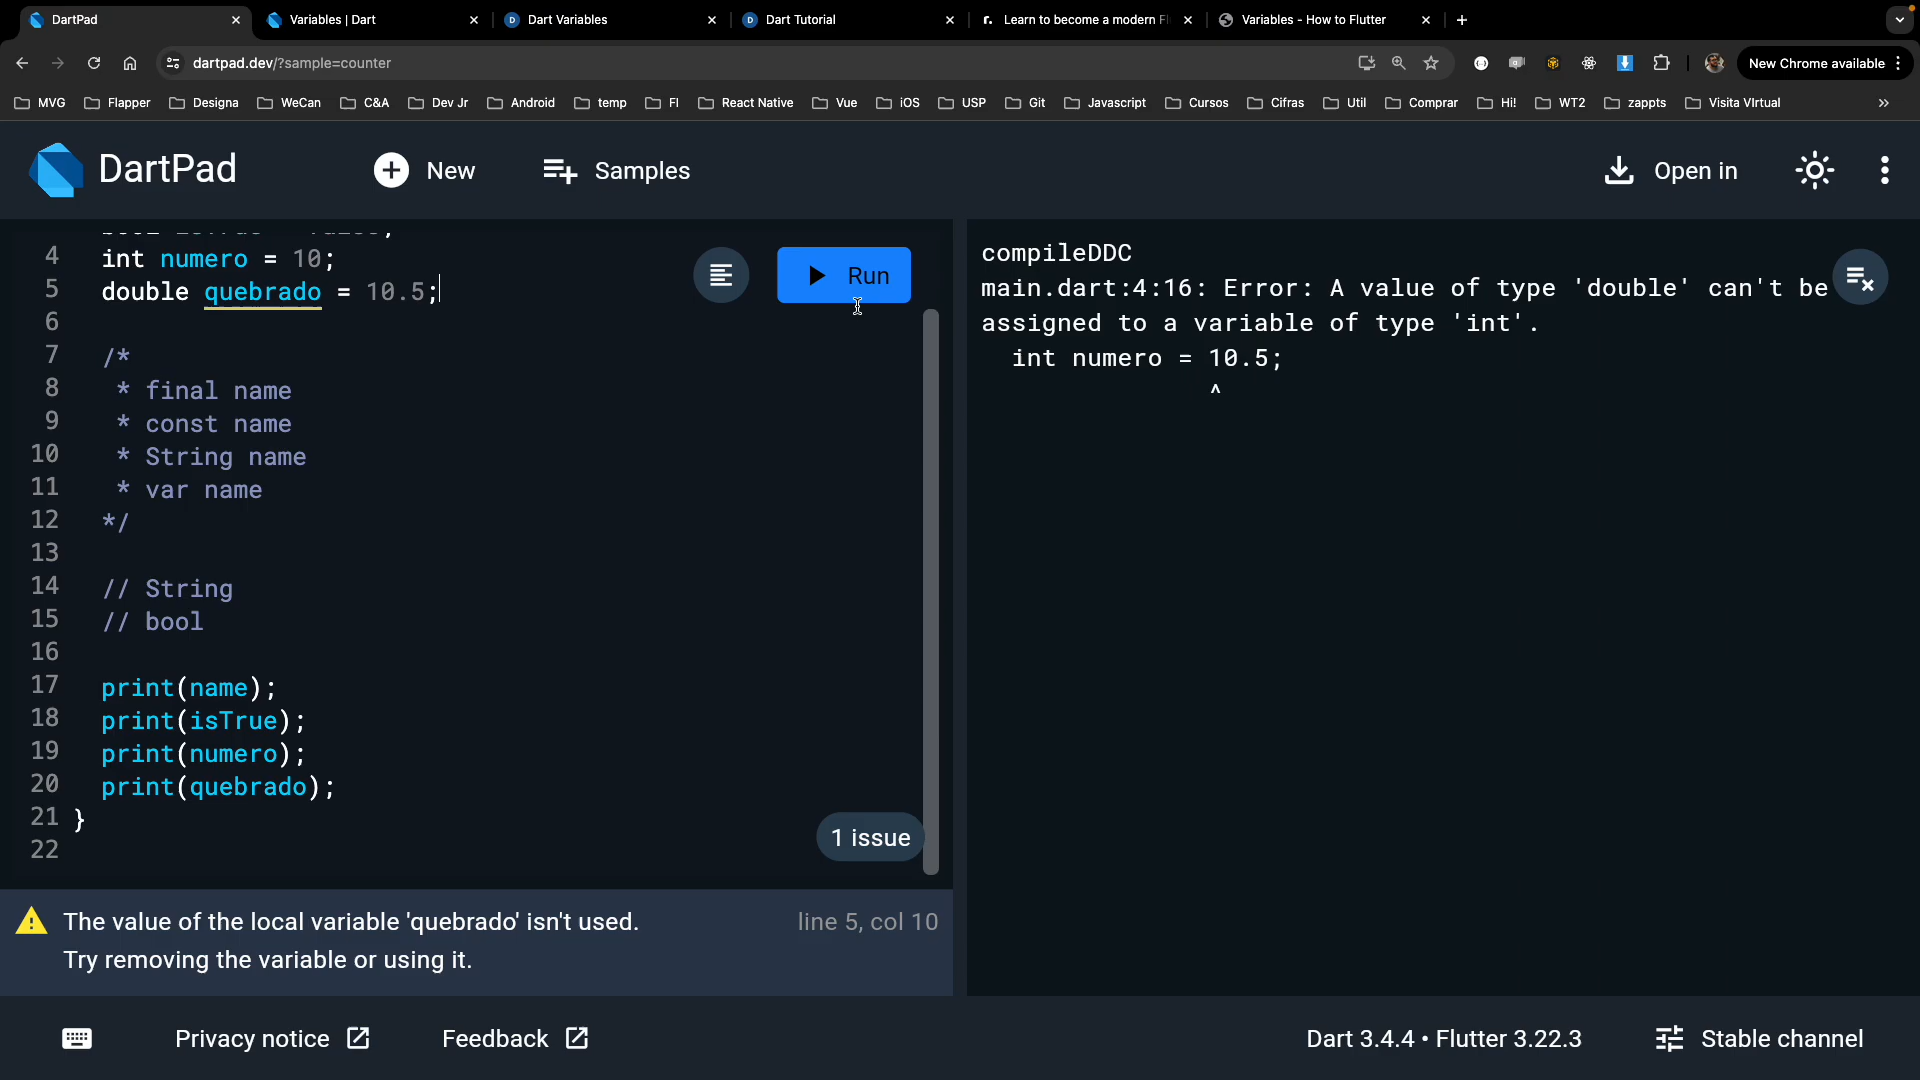 DartPad
Variables | Dart
Dart Variables
Dart Tutorial
Learn to become a modern Fl
Variables - How to Flutter
dartpad.dev/?sample=counter
New Chrome available
MVG
Flapper
Designa
WeCan
C&A
Dev Jr
Android
temp
FI
React Native
Vue
iOS
USP
Git
Javascript
Cursos
Cifras
Util
Comprar
Hi!
WT2
zappts
Visita VIrtual
DartPad
New
Samples
Open in
4 int numero = 10;
5 double quebrado = 10.5;
6
7 /*
8 * final name
9 * const name
10 * String name
11 * var name
12 */
13
14 // String
15 // bool
16
17 print(name);
18 print(isTrue);
19 print(numero);
20 print(quebrado);
21 }
22
Run
1 issue
The value of the local variable 'quebrado' isn't used.
line 5, col 10
Try removing the variable or using it.
compileDDC
main.dart:4:16: Error: A value of type 'double' can't be
assigned to a variable of type 'int'.
int numero = 10.5;
^
Privacy notice
Feedback
Dart 3.4.4 • Flutter 3.22.3
Stable channel